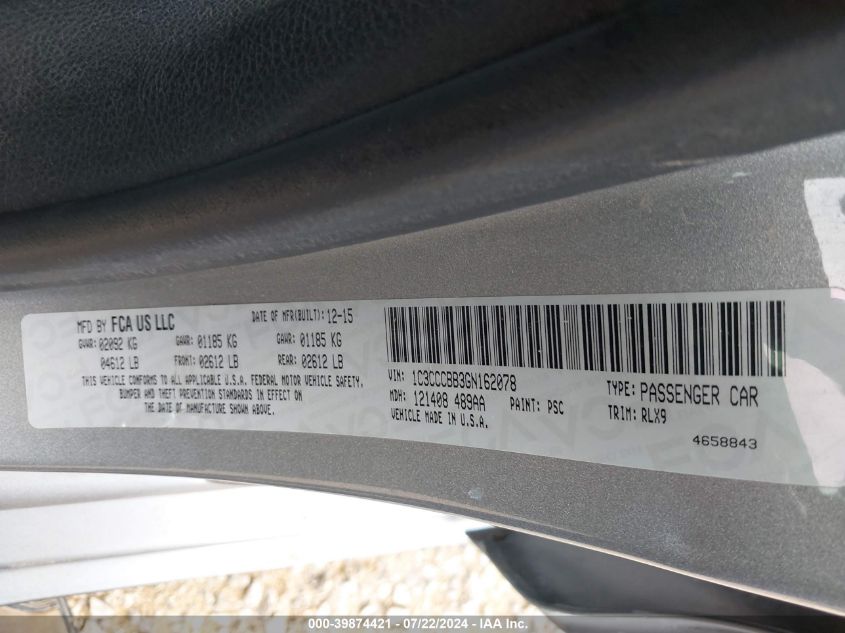 MFD BY FCA US LLC DATE OF MFR(BUILT): 12-15
GVWR: 02092 KG GAWR: 01185 KG GAWR: 01185 KG
04612 LB FRONT: 02612 LB REAR: 02612 LB
THIS VEHICLE CONFORMS TO ALL APPLICABLE U.S.A. FEDERAL MOTOR VEHICLE SAFETY,
BUMPER AND THEFT PREVENTION STANDARDS IN EFFECT ON
THE DATE OF MANUFACTURE SHOWN ABOVE.
VIN: 1C3CCCBB3GN162078 TYPE: PASSENGER CAR
MDH: 121408 489AA PAINT: PSC TRIM: RLX9
VEHICLE MADE IN U.S.A.
4658843
000-39874421 - 07/22/2024 - IAA, Inc.